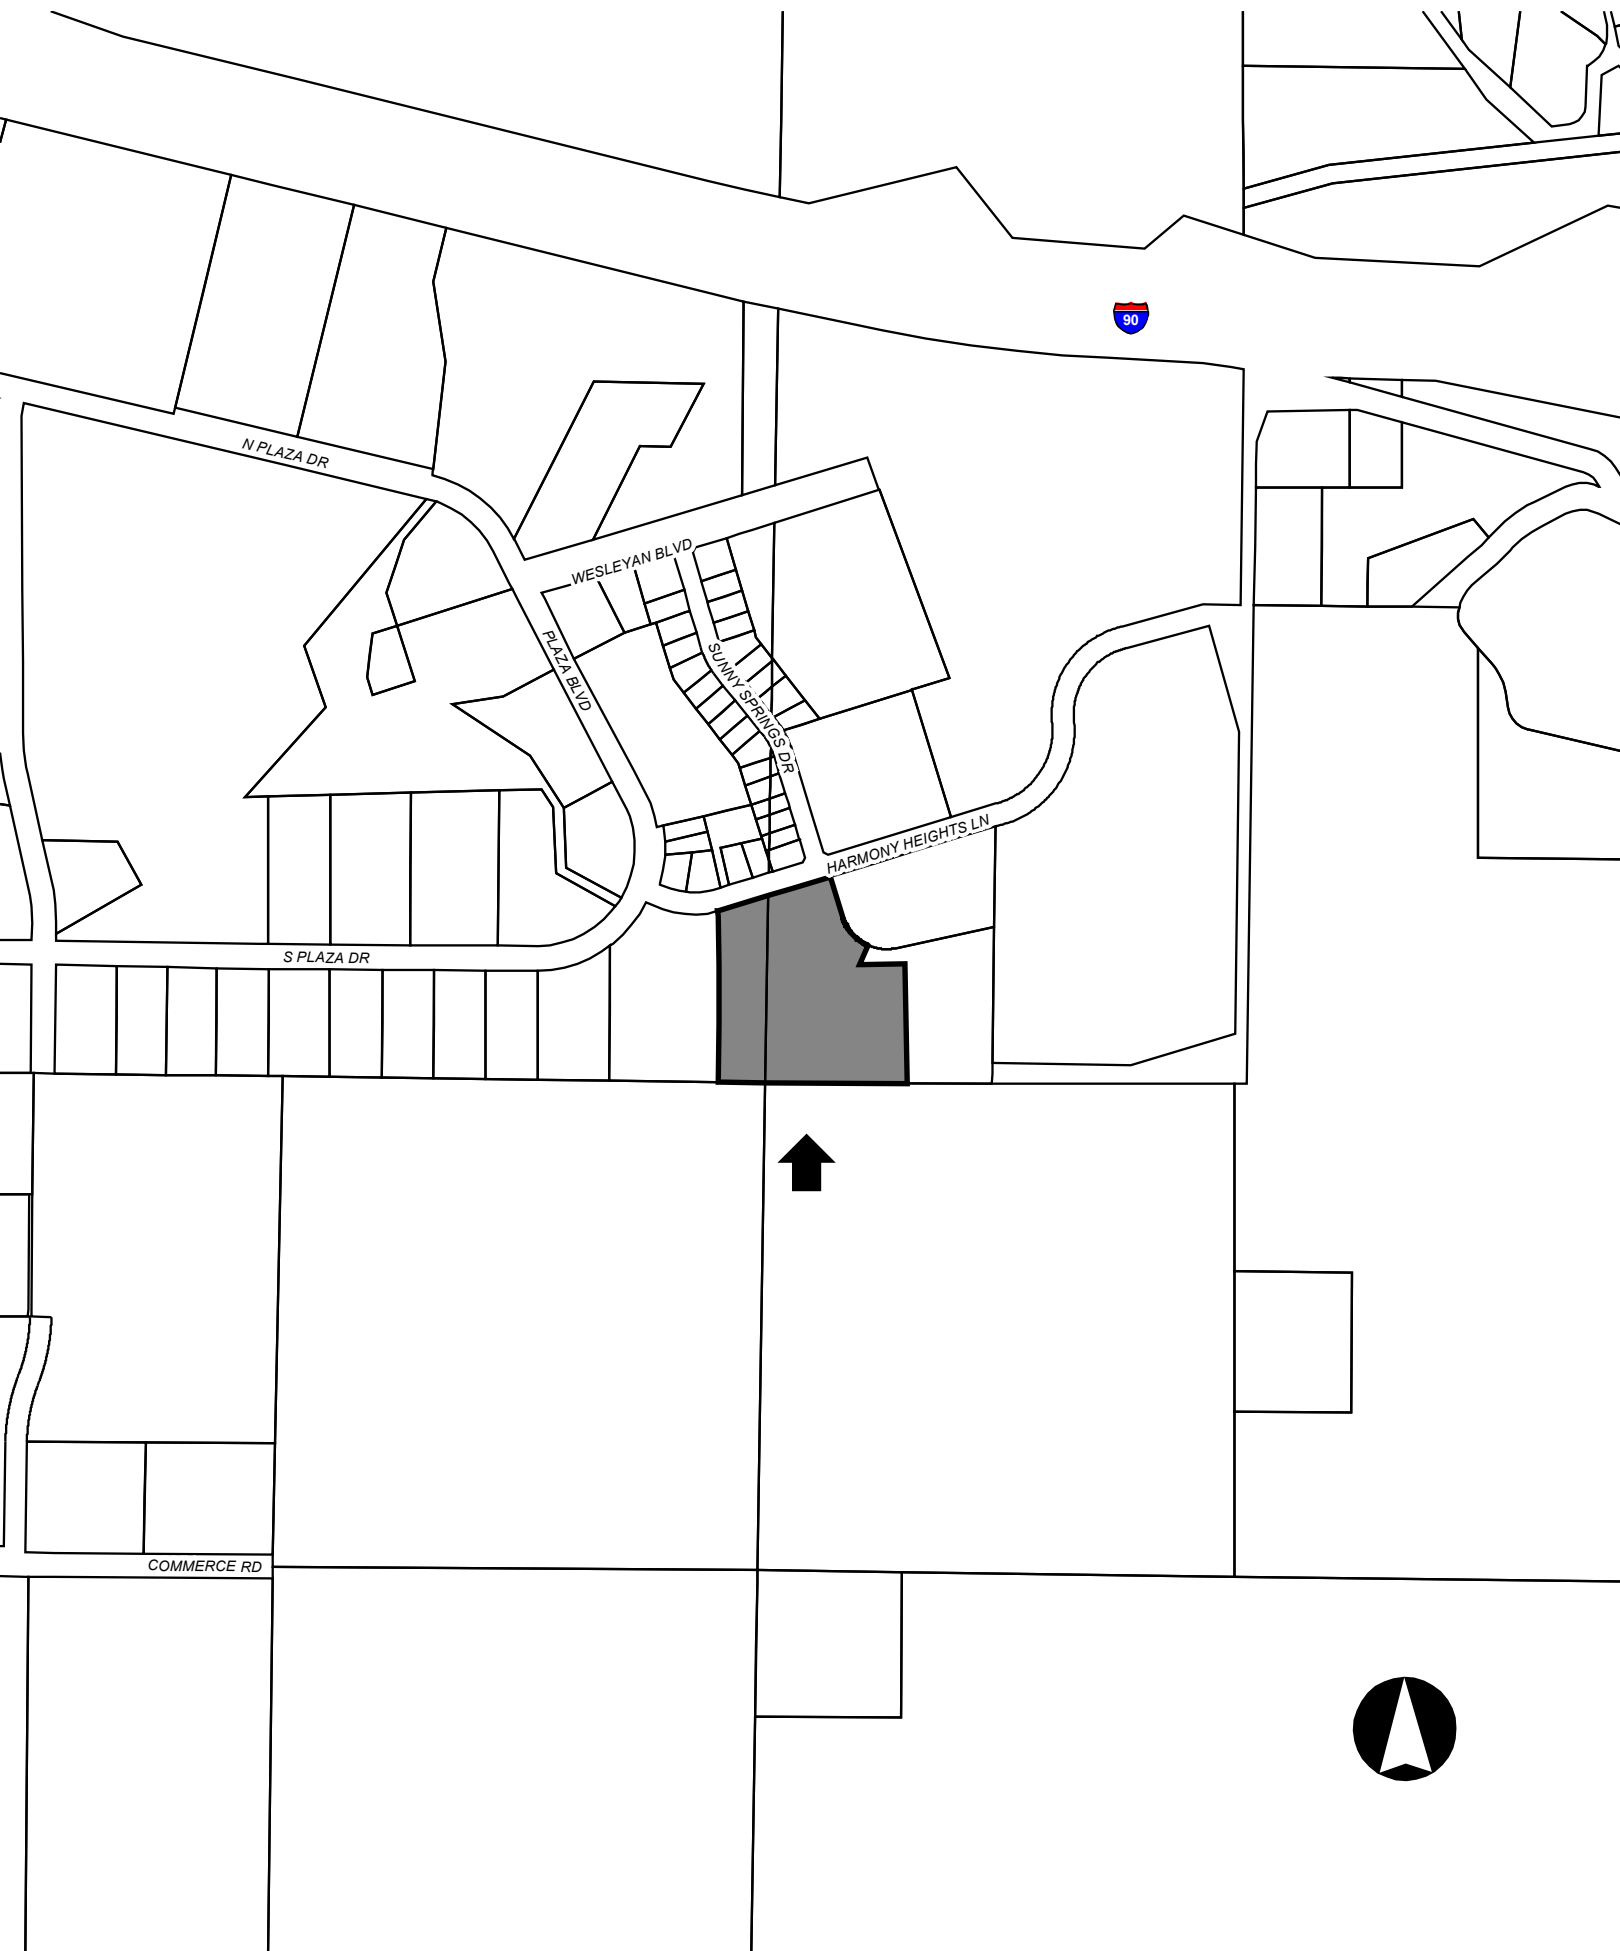 90
N PLAZA DR
WESLEYAN BLVD
PLAZA BLVD
SUNNY SPRINGS DR
HARMONY HEIGHTS LN
S PLAZA DR
COMMERCE RD